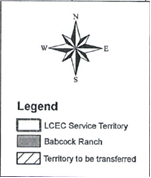 N
W E
S
Legend
LCEC Service Territory
Babcock Ranch
Territory to be transferred